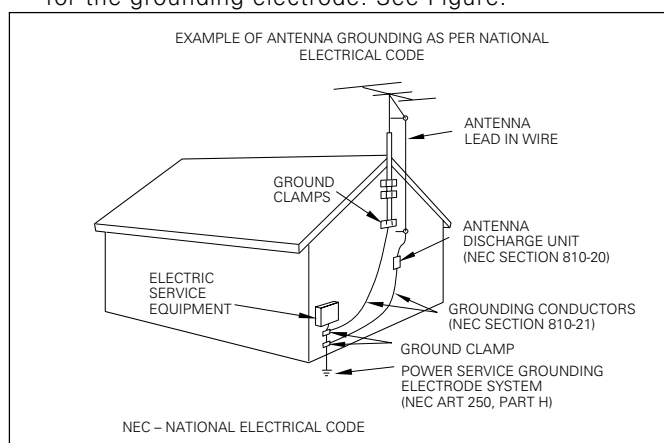 for the grounding electrode. See Figure.
EXAMPLE OF ANTENNA GROUNDING AS PER NATIONAL
ELECTRICAL CODE
ANTENNA
LEAD IN WIRE
GROUND
CLAMPS
ANTENNA
DISCHARGE UNIT
(NEC SECTION 810-20)
ELECTRIC
SERVICE
EQUIPMENT
GROUNDING CONDUCTORS
(NEC SECTION 810-21)
GROUND CLAMP
POWER SERVICE GROUNDING
ELECTRODE SYSTEM
(NEC ART 250, PART H)
NEC – NATIONAL ELECTRICAL CODE